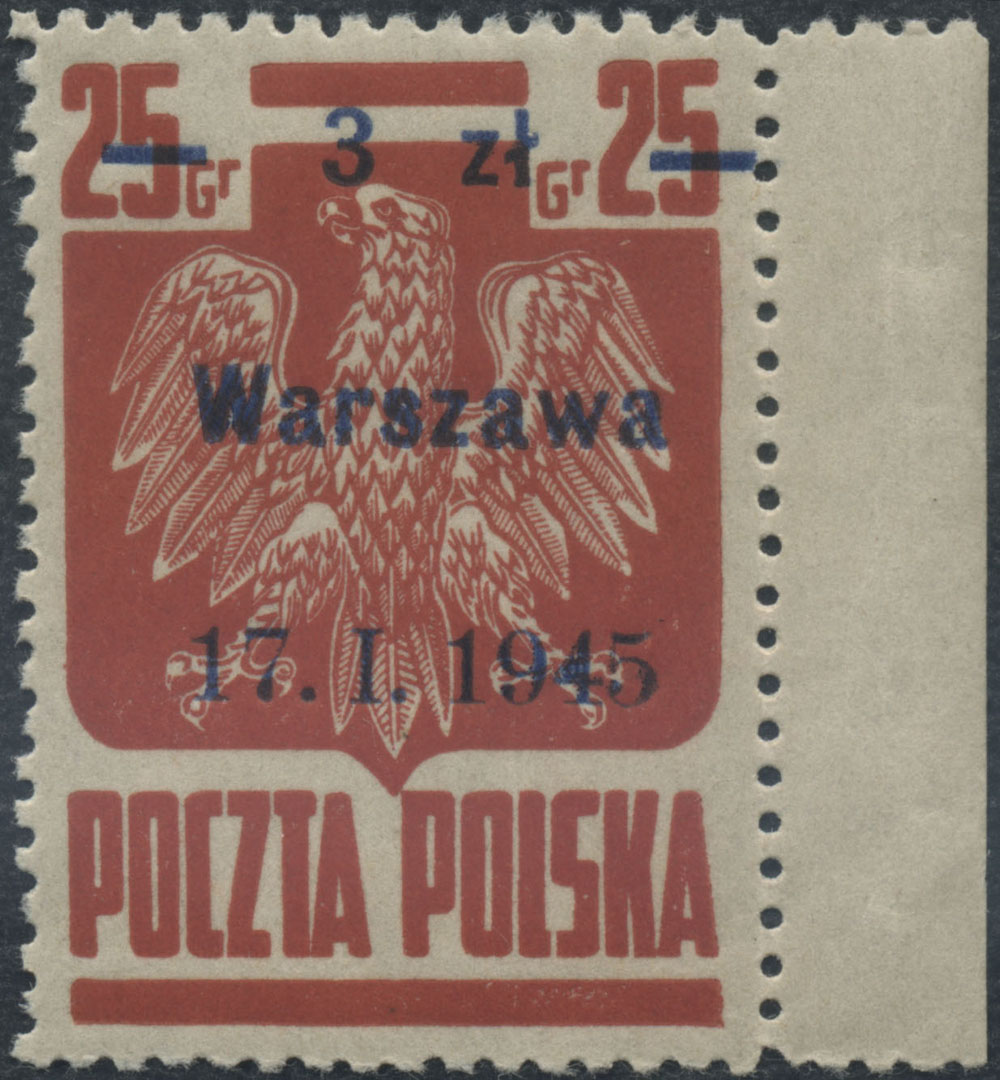 25 Gr 3 zł Gr 25
Warszawa
17. I. 1945
POCZTA POLSKA